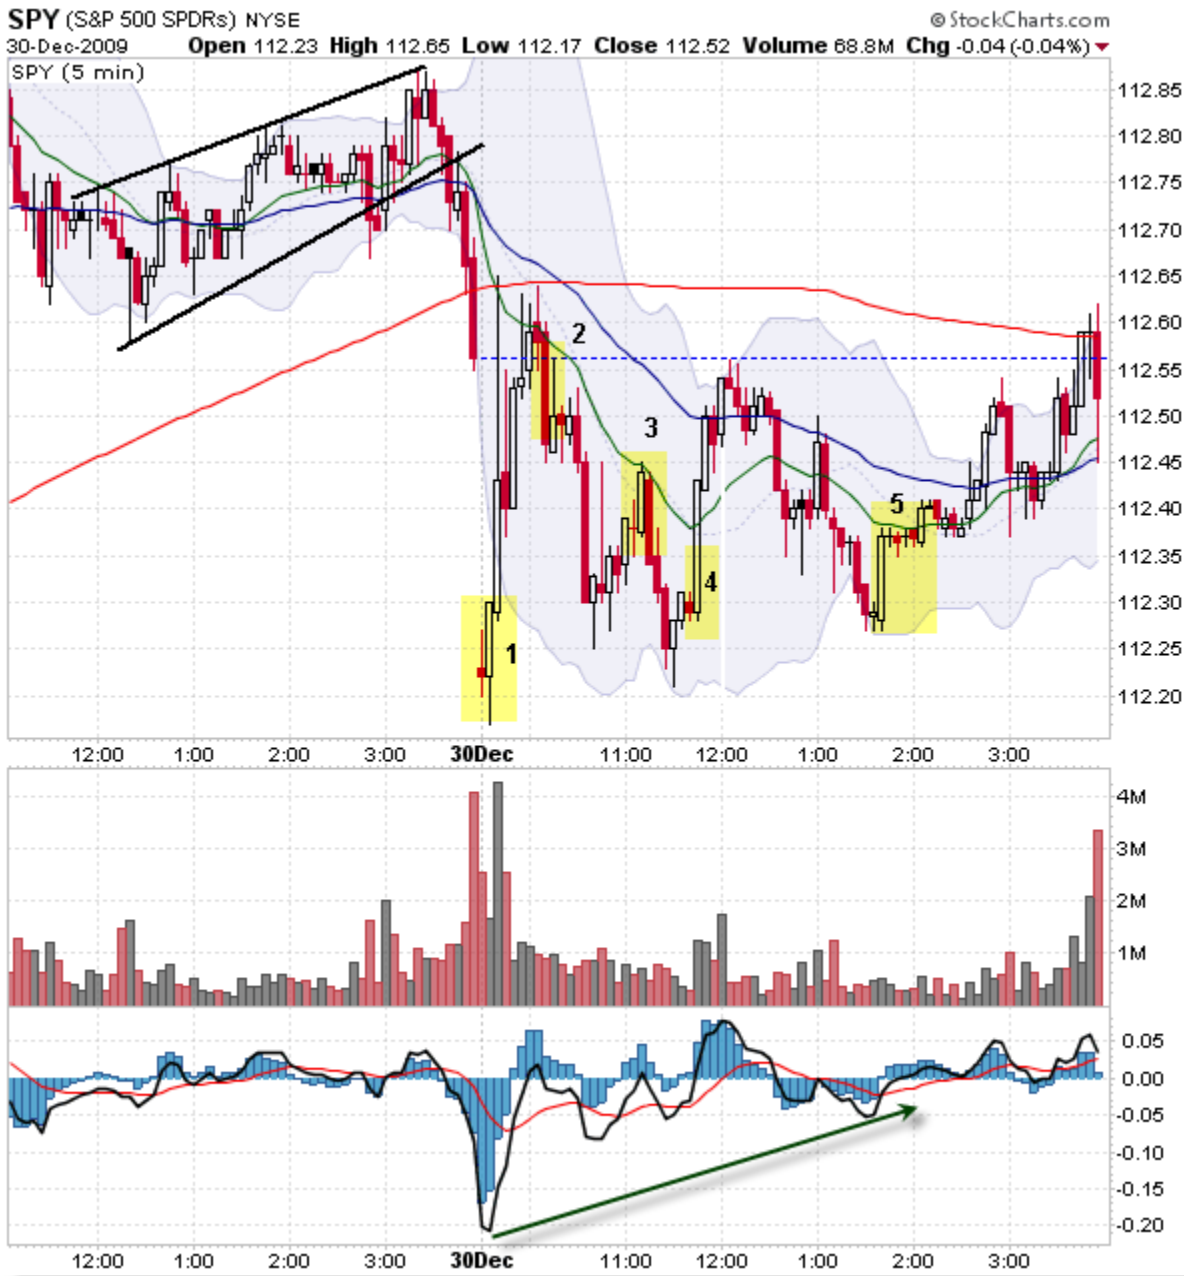 SPY (S&P 500 SPDRs) NYSE © StockCharts.com
30-Dec-2009 Open 112.23 High 112.65 Low 112.17 Close 112.52 Volume 68.8M Chg -0.04 (-0.04%)
SPY (5 min)
112.85
112.80
112.75
112.70
112.65
112.60
2
112.55
112.50
3
112.45
5
112.40
112.35
4
112.30
1
112.25
112.20
12:00 1:00 2:00 3:00 30Dec 11:00 12:00 1:00 2:00 3:00
4M
3M
2M
1M
0.05
0.00
-0.05
-0.10
-0.15
-0.20
12:00 1:00 2:00 3:00 30Dec 11:00 12:00 1:00 2:00 3:00